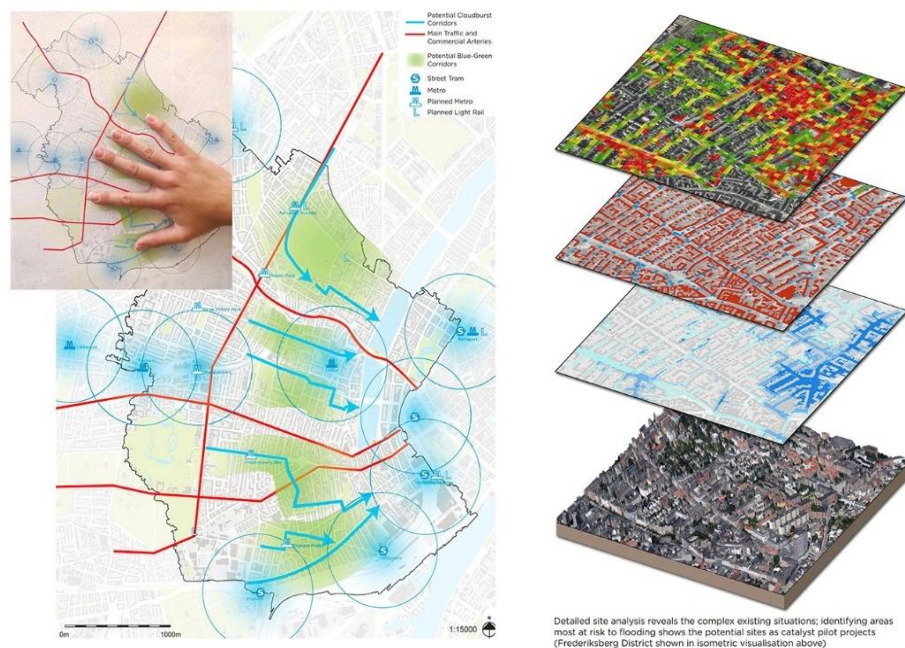 Potential Cloudburst
Corridors
Main Traffic and
Commercial Arteries
Potential Blue-Green
Corridors
Street Tram
Metro
Planned Metro
Planned Light Rail
0m
1000m
1:15000
Detailed site analysis reveals the complex existing situations; identifying areas
most at risk to flooding shows the potential sites as catalyst pilot projects
(Frederiksberg District shown in isometric visualisation above)